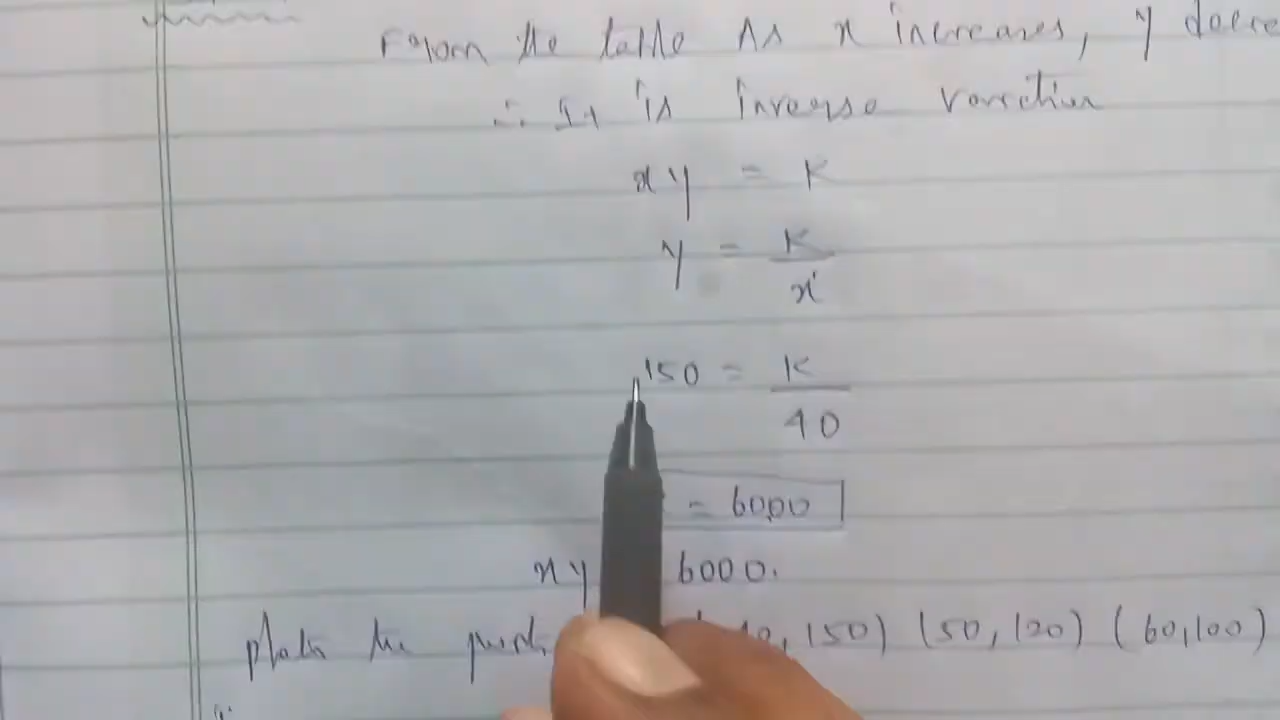 From the table As x increases, y decre
∴ It is inverse variation
xy = K
y = K/x
150 = K/40
= 6000
xy 6000.
the 40, 150) (50, 120) (60, 100)